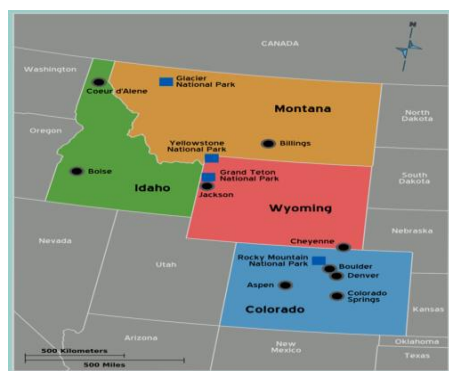 N
CANADA
Washington
Glacier
National Park
Coeur d'Alene
Montana
North
Dakota
Oregon
Yellowstone
National Park
Billings
Boise
Grand Teton
National Park
South
Dakota
Idaho
Jackson
Wyoming
Cheyenne
Nebraska
Nevada
Utah
Rocky Mountain
National Park
Boulder
Denver
Aspen
Colorado
Springs
Colorado
Kansas
Arizona
New
Mexico
Oklahoma
Texas
500 Kilometers
500 Miles